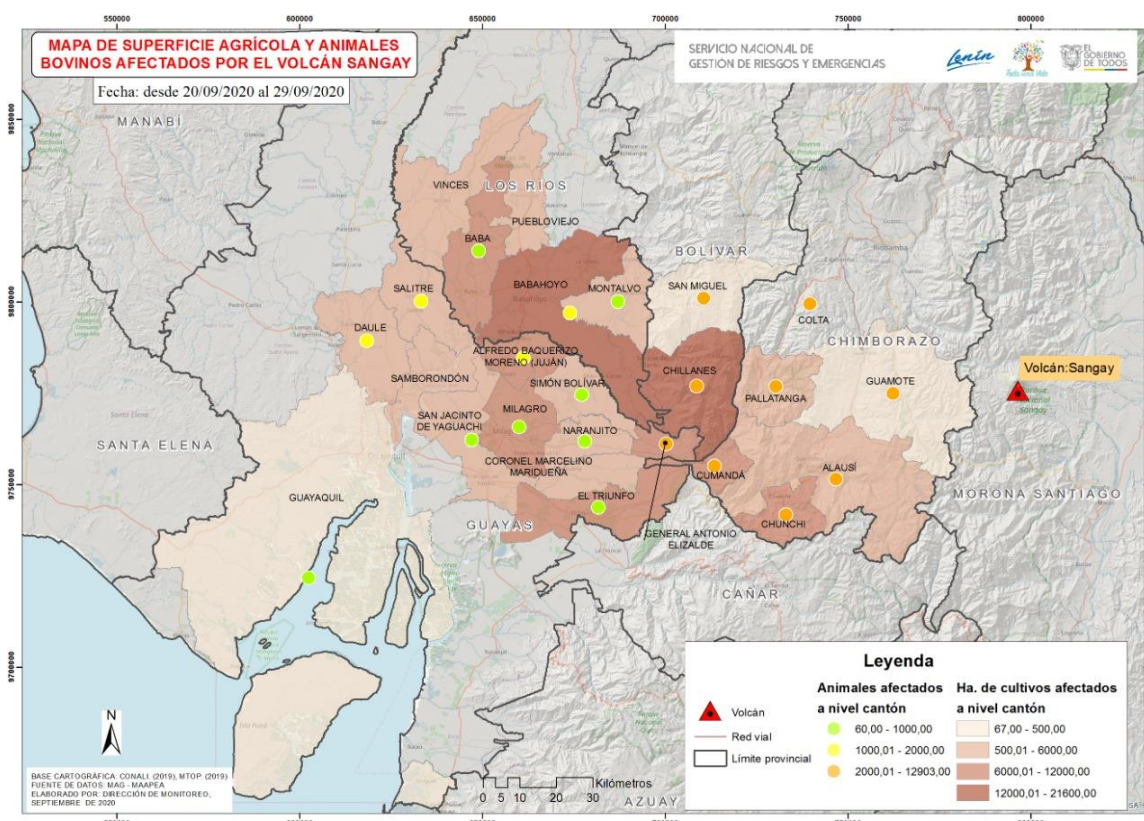 550000 600000 650000 700000 750000 800000
MAPA DE SUPERFICIE AGRÍCOLA Y ANIMALES
BOVINOS AFECTADOS POR EL VOLCÁN SANGAY
Fecha: desde 20/09/2020 al 29/09/2020
SERVICIO NACIONAL DE
GESTIÓN DE RIESGOS Y EMERGENCIAS
Lenin
Toda una Vida
EL
GOBIERNO
DE TODOS
9850000
9800000
9750000
9700000
MANABÍ
VINCES
LOS RÍOS
PUEBLOVIEJO
BABA
BOLÍVAR
SALITRE
BABAHOYO
MONTALVO
SAN MIGUEL
COLTA
DAULE
CHIMBORAZO
ALFREDO BAQUERIZO
MORENO (JUJÁN)
SAMBORONDÓN
SIMÓN BOLÍVAR
CHILLANES
PALLATANGA
GUAMOTE
Volcán:Sangay
SAN JACINTO
DE YAGUACHI
MILAGRO
NARANJITO
SANTA ELENA
CORONEL MARCELINO
MARIDUEÑA
CUMANDÁ
ALAUSÍ
GUAYAQUIL
EL TRIUNFO
MORONA SANTIAGO
CHUNCHI
GUAYAS
GENERAL ANTONIO
ELIZALDE
CAÑAR
AZUAY
Leyenda
Volcán
Red vial
Límite provincial
Animales afectados
a nivel cantón
60,00 - 1000,00
1000,01 - 2000,00
2000,01 - 12903,00
Ha. de cultivos afectados
a nivel cantón
67,00 - 500,00
500,01 - 6000,00
6000,01 - 12000,00
12000,01 - 21600,00
N
Kilómetros
0 5 10 20 30
BASE CARTOGRÁFICA: CONALI, (2019), MTOP. (2019)
FUENTE DE DATOS: MAG - MAAPEA
ELABORADO POR: DIRECCIÓN DE MONITOREO,
SEPTIEMBRE DE 2020